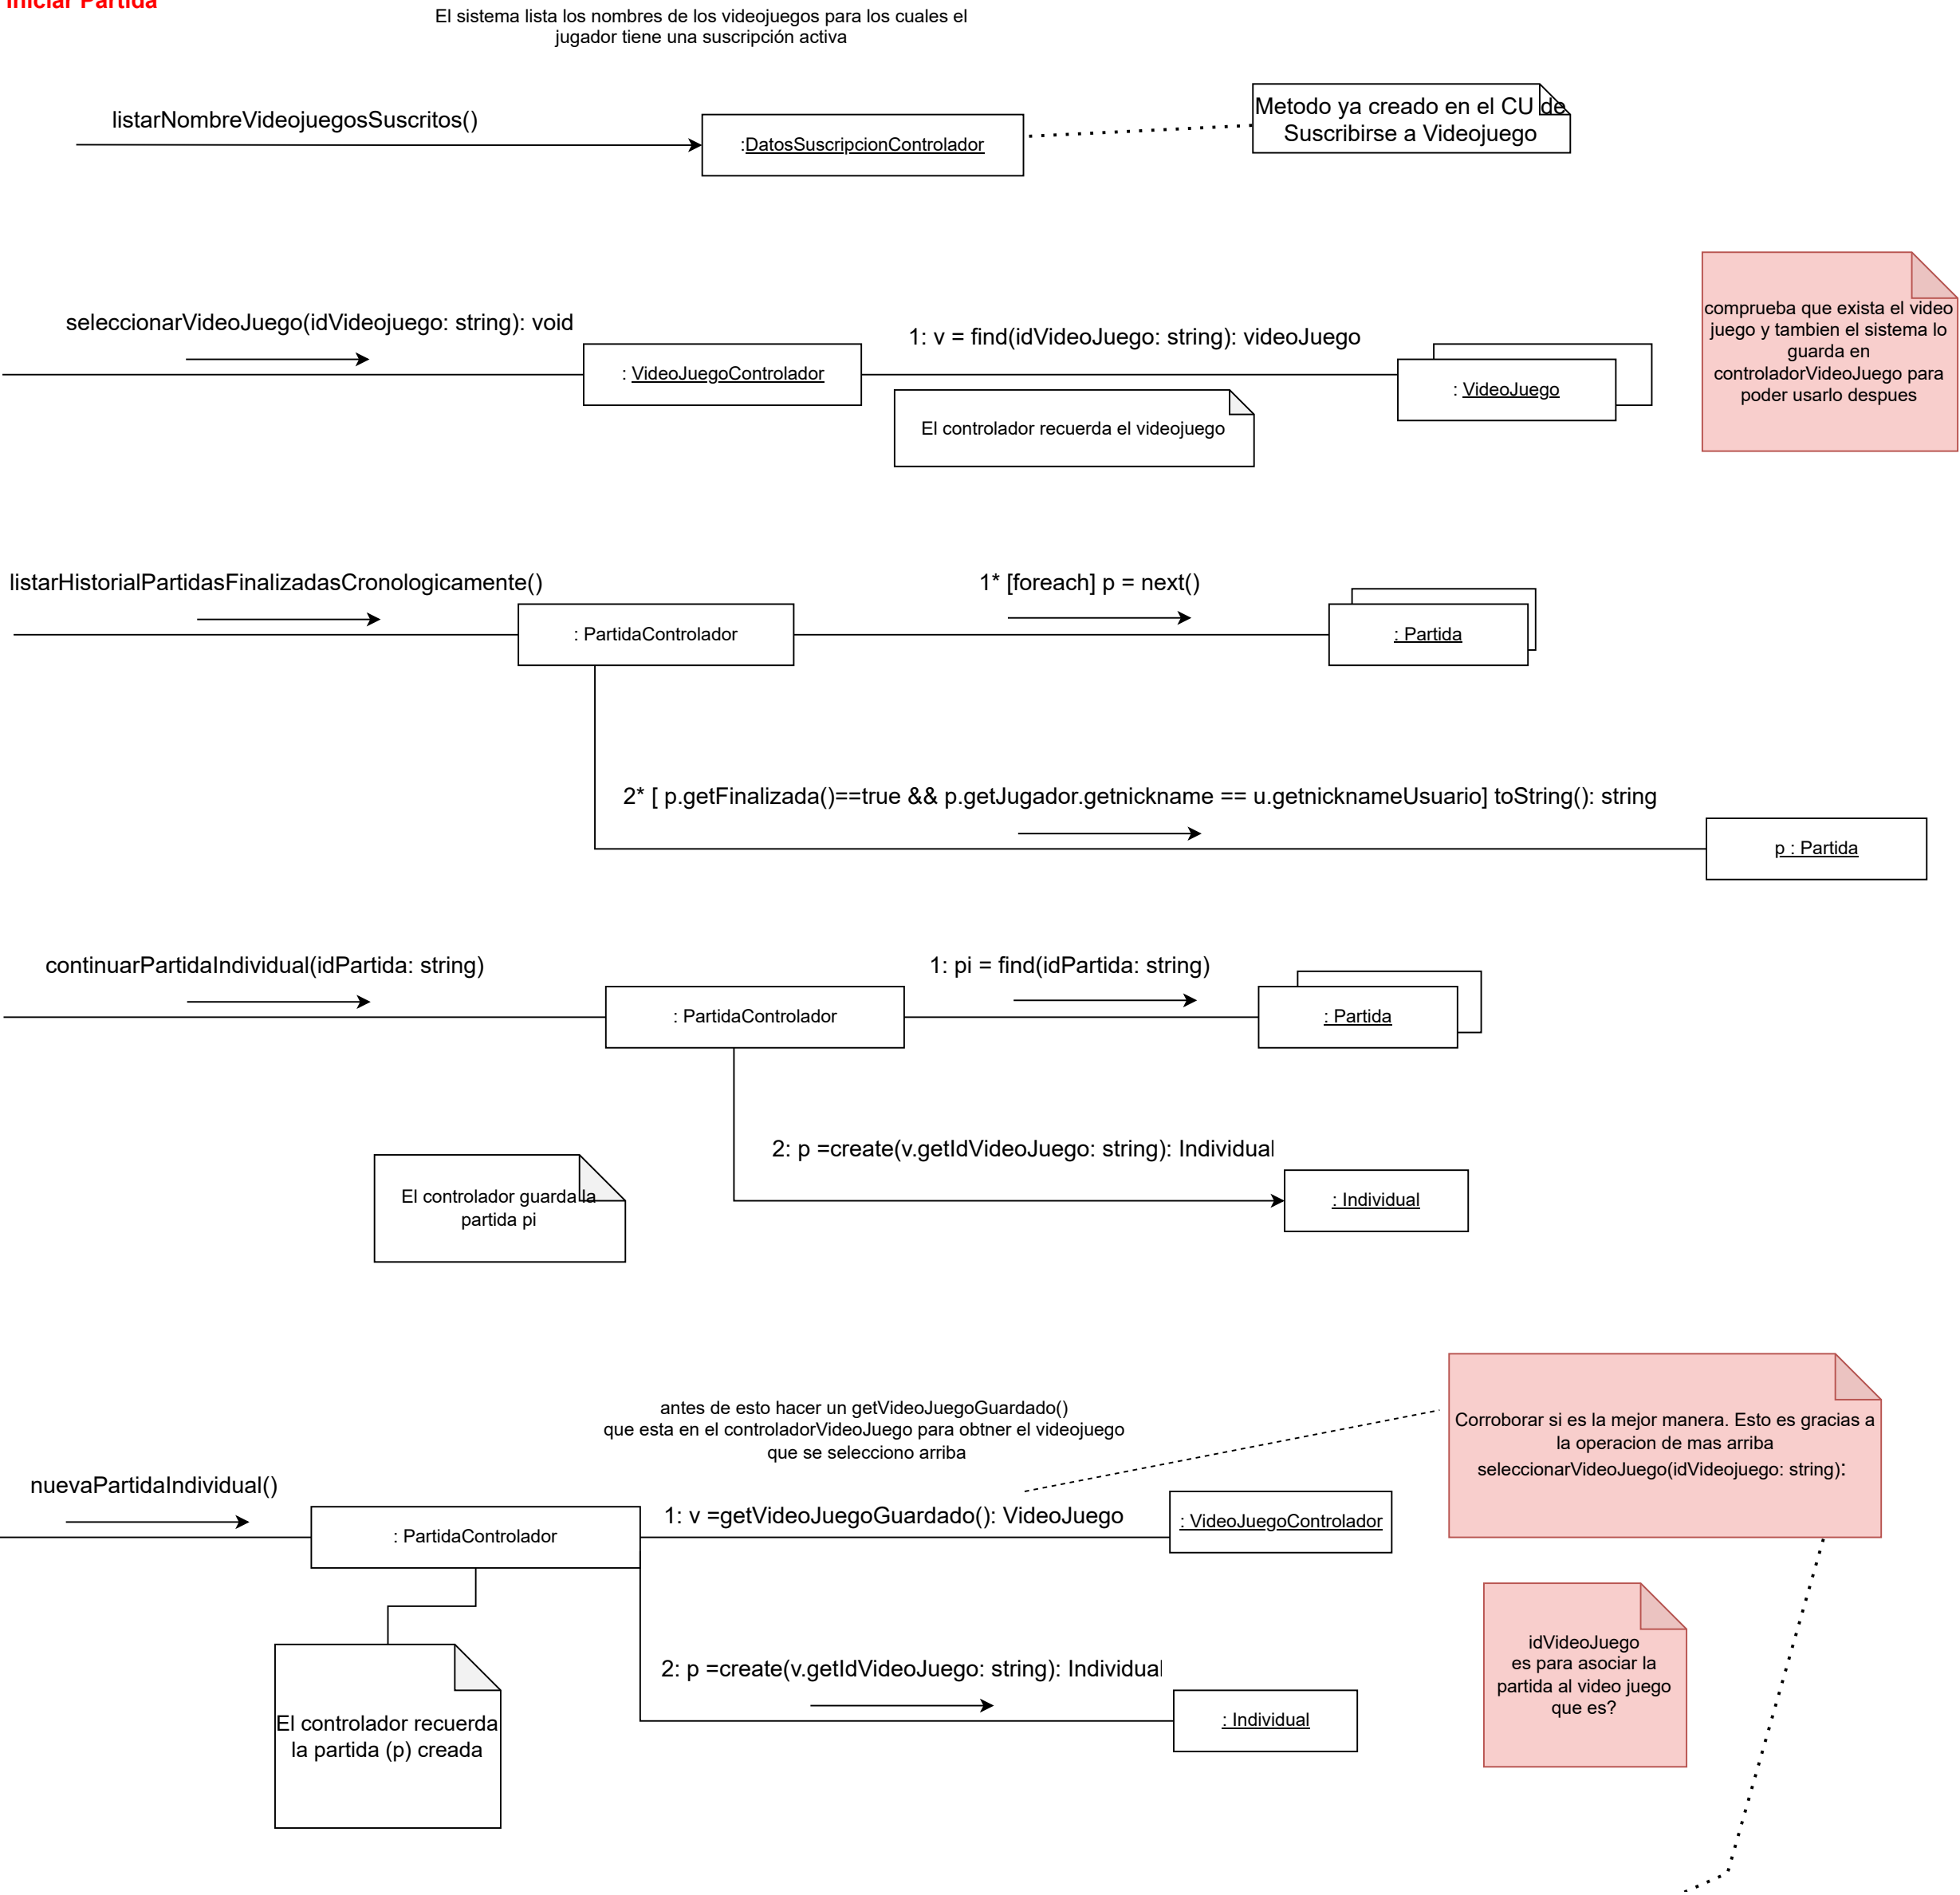 Iniciar Partida
El sistema lista los nombres de los videojuegos para los cuales el
jugador tiene una suscripción activa
listarNombreVideojuegosSuscritos()
:DatosSuscripcionControlador
Metodo ya creado en el CU de
Suscribirse a Videojuego
seleccionarVideoJuego(idVideojuego: string): void
: VideoJuegoControlador
1: v = find(idVideoJuego: string): videoJuego
: VideoJuego
El controlador recuerda el videojuego
comprueba que exista el video
juego y tambien el sistema lo
guarda en
controladorVideoJuego para
poder usarlo despues
listarHistorialPartidasFinalizadasCronologicamente()
: PartidaControlador
1* [foreach] p = next()
: Partida
2* [ p.getFinalizada()==true && p.getJugador.getnickname == u.getnicknameUsuario] toString(): string
p : Partida
continuarPartidaIndividual(idPartida: string)
: PartidaControlador
1: pi = find(idPartida: string)
: Partida
2: p =create(v.getIdVideoJuego: string): Individual
: Individual
El controlador guarda la
partida pi
antes de esto hacer un getVideoJuegoGuardado()
que esta en el controladorVideoJuego para obtner el videojuego
que se selecciono arriba
Corroborar si es la mejor manera. Esto es gracias a
la operacion de mas arriba
seleccionarVideoJuego(idVideojuego: string):
nuevaPartidaIndividual()
: PartidaControlador
1: v =getVideoJuegoGuardado(): VideoJuego
: VideoJuegoControlador
idVideoJuego
es para asociar la
partida al video juego
que es?
2: p =create(v.getIdVideoJuego: string): Individual
: Individual
El controlador recuerda
la partida (p) creada